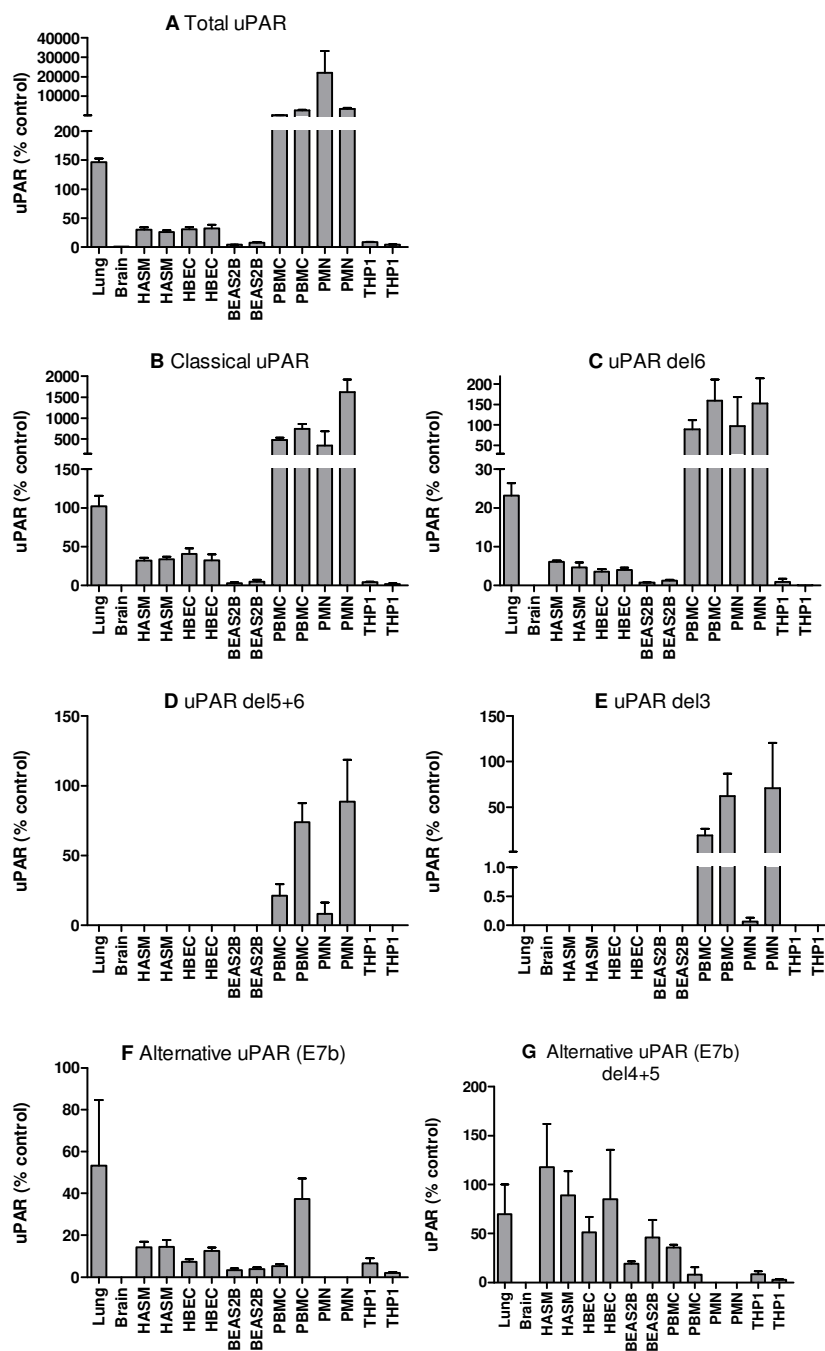 A Total uPAR
40000
30000
20000
10000
200
150
100
50
0
uPAR (% control)
Lung
Brain
HASM
HASM
HBEC
HBEC
BEAS2B
BEAS2B
PBMC
PBMC
PMN
PMN
THP1
THP1
B Classical uPAR
2000
1500
1000
500
150
100
50
0
uPAR (% control)
Lung
Brain
HASM
HASM
HBEC
HBEC
BEAS2B
BEAS2B
PBMC
PBMC
PMN
PMN
THP1
THP1
C uPAR del6
200
150
100
50
30
20
10
0
uPAR (% control)
Lung
Brain
HASM
HASM
HBEC
HBEC
BEAS2B
BEAS2B
PBMC
PBMC
PMN
PMN
THP1
THP1
D uPAR del5+6
150
100
50
0
uPAR (% control)
Lung
Brain
HASM
HASM
HBEC
HBEC
BEAS2B
BEAS2B
PBMC
PBMC
PMN
PMN
THP1
THP1
E uPAR del3
150
100
50
1.0
0.5
0.0
uPAR (% control)
Lung
Brain
HASM
HASM
HBEC
HBEC
BEAS2B
BEAS2B
PBMC
PBMC
PMN
PMN
THP1
THP1
F Alternative uPAR (E7b)
100
80
60
40
20
0
uPAR (% control)
Lung
Brain
HASM
HASM
HBEC
HBEC
BEAS2B
BEAS2B
PBMC
PBMC
PMN
PMN
THP1
THP1
G Alternative uPAR (E7b)
del4+5
200
150
100
50
0
uPAR (% control)
Lung
Brain
HASM
HASM
HBEC
HBEC
BEAS2B
BEAS2B
PBMC
PBMC
PMN
PMN
THP1
THP1